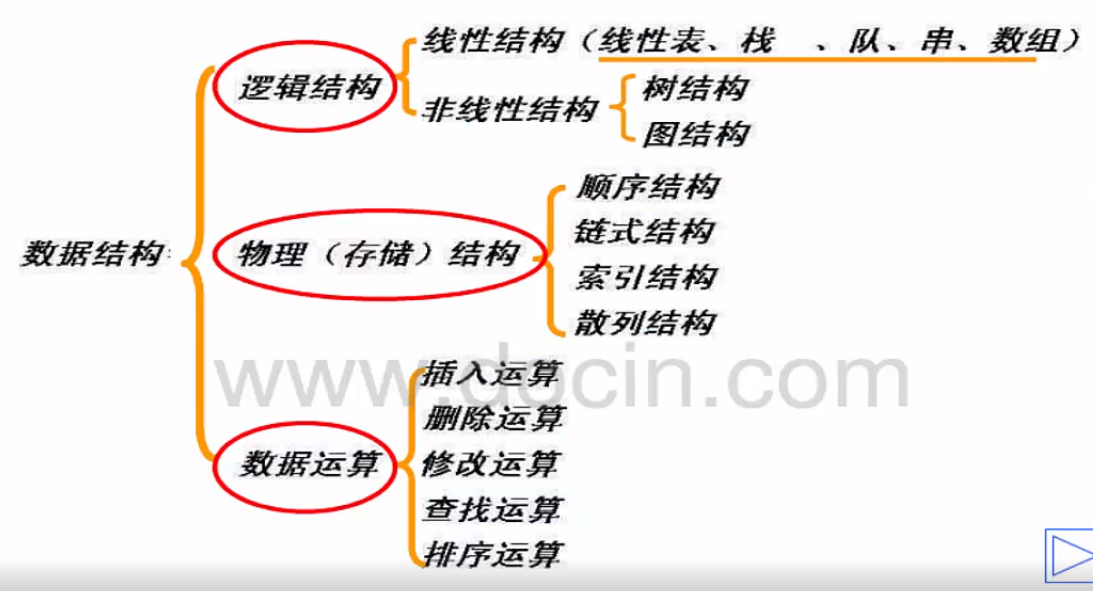 数据结构
逻辑结构
线性结构（线性表、栈 、队、串、数组）
非线性结构
树结构
图结构
物理（存储）结构
顺序结构
链式结构
索引结构
散列结构
数据运算
插入运算
删除运算
修改运算
查找运算
排序运算
www.docin.com